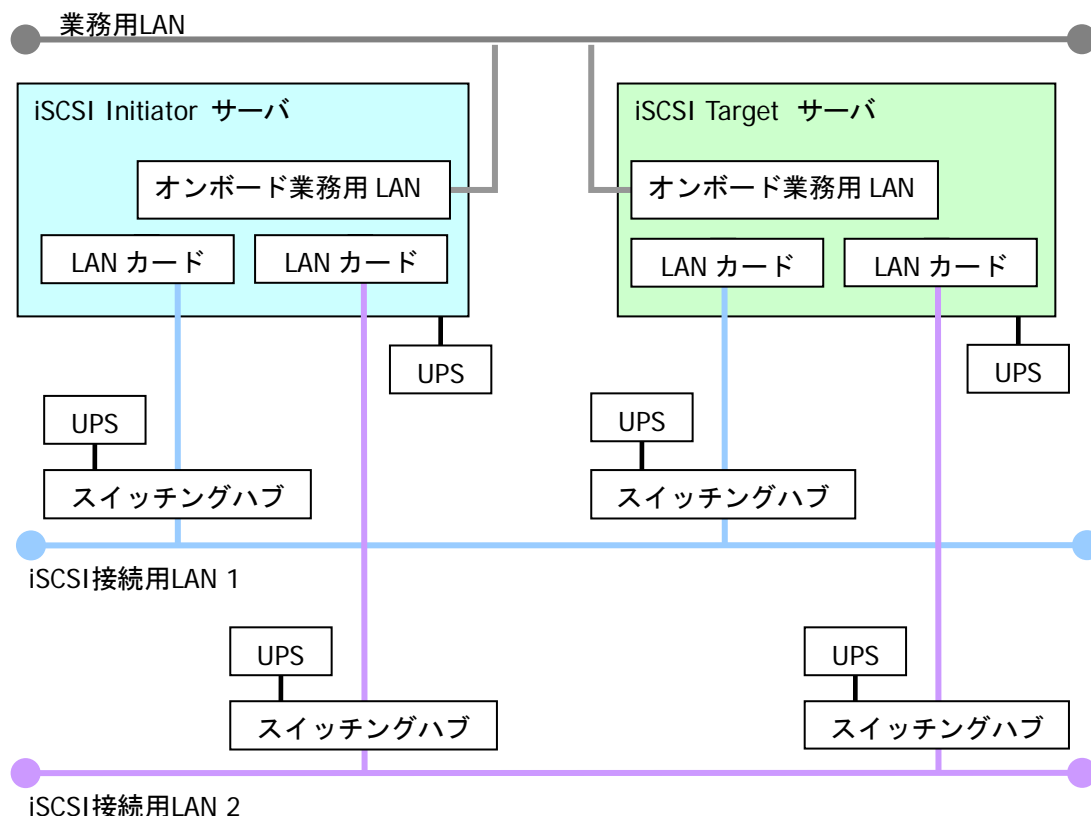 業務用LAN
iSCSI Initiator サーバ
オンボード業務用 LAN
LAN カード
LAN カード
UPS
UPS
スイッチングハブ
iSCSI Target サーバ
オンボード業務用 LAN
LAN カード
LAN カード
UPS
UPS
スイッチングハブ
iSCSI接続用LAN 1
UPS
スイッチングハブ
UPS
スイッチングハブ
iSCSI接続用LAN 2